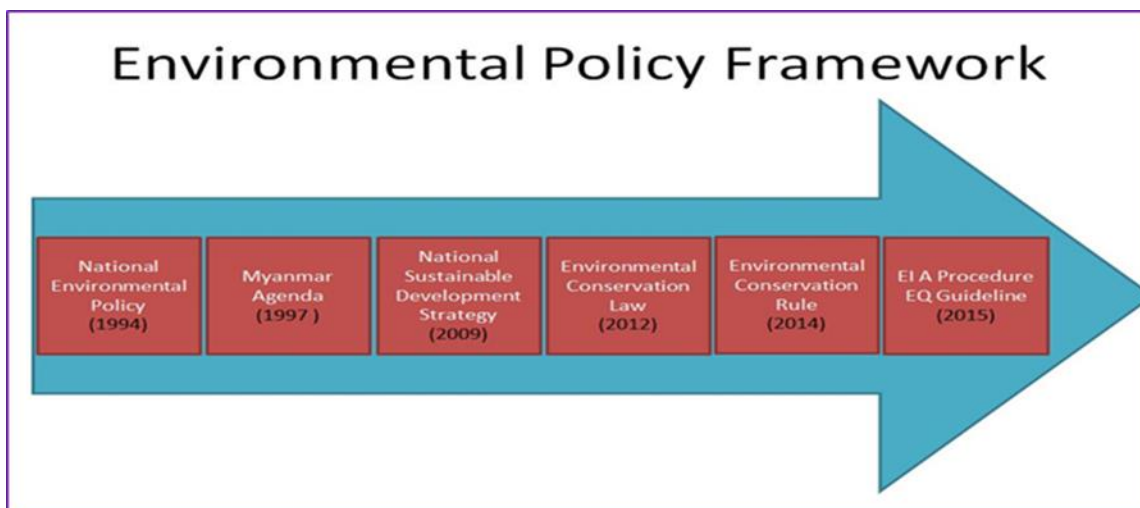 Environmental Policy Framework
National
Environmental
Policy
(1994)
Myanmar
Agenda
(1997 )
National
Sustainable
Development
Strategy
(2009)
Environmental
Conservation
Law
(2012)
Environmental
Conservation
Rule
(2014)
EI A Procedure
EQ Guideline
(2015)